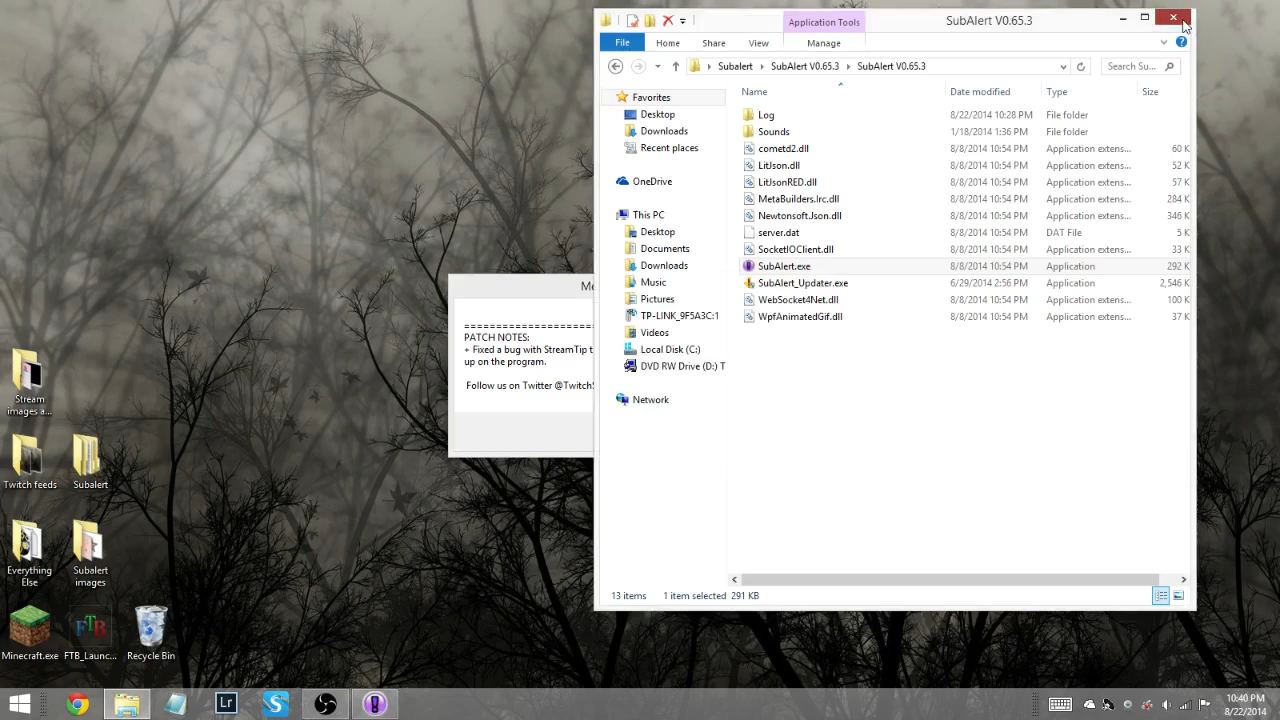 Application Tools
SubAlert V0.65.3
File
Home
Share
View
Manage
Subalert
SubAlert V0.65.3
SubAlert V0.65.3
Search Su...
Name
Date modified
Type
Size
Favorites
Desktop
Downloads
Recent places
OneDrive
This PC
Desktop
Documents
Downloads
Music
Pictures
TP-LINK_9F5A3C:1
Videos
Local Disk (C:)
DVD RW Drive (D:) T
Network
Log 8/22/2014 10:28 PM File folder
Sounds 1/18/2014 1:36 PM File folder
cometd2.dll 8/8/2014 10:54 PM Application extens... 60 K
LitJson.dll 8/8/2014 10:54 PM Application extens... 52 K
LitJsonRED.dll 8/8/2014 10:54 PM Application extens... 57 K
MetaBuilders.Irc.dll 8/8/2014 10:54 PM Application extens... 284 K
Newtonsoft.Json.dll 8/8/2014 10:54 PM Application extens... 346 K
server.dat 8/8/2014 10:54 PM DAT File 5 K
SocketIOClient.dll 8/8/2014 10:54 PM Application extens... 33 K
SubAlert.exe 8/8/2014 10:54 PM Application 292 K
SubAlert_Updater.exe 6/29/2014 2:56 PM Application 2,546 K
WebSocket4Net.dll 8/8/2014 10:54 PM Application extens... 100 K
WpfAnimatedGif.dll 8/8/2014 10:54 PM Application extens... 37 K
13 items
1 item selected 291 KB
PATCH NOTES:
+ Fixed a bug with StreamTip t
up on the program.
Follow us on Twitter @Twitch
Stream
images a...
Twitch feeds
Subalert
Everything
Else
Subalert
images
Minecraft.exe
FTB
FTB_Launc...
Recycle Bin
Lr
10:40 PM
8/22/2014